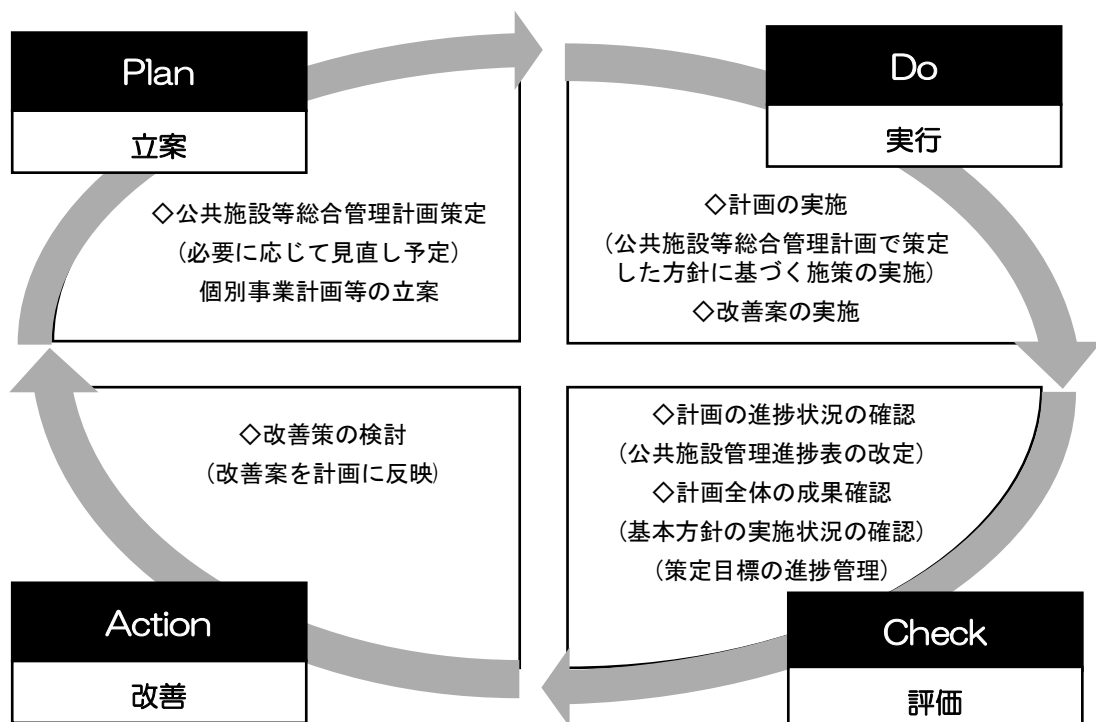 Plan
立案
◇公共施設等総合管理計画策定
(必要に応じて見直し予定)
個別事業計画等の立案
Do
実行
◇計画の実施
(公共施設等総合管理計画で策定
した方針に基づく施策の実施)
◇改善案の実施
◇改善策の検討
(改善案を計画に反映)
Action
改善
◇計画の進捗状況の確認
(公共施設管理進捗表の改定)
◇計画全体の成果確認
(基本方針の実施状況の確認)
(策定目標の進捗管理)
Check
評価